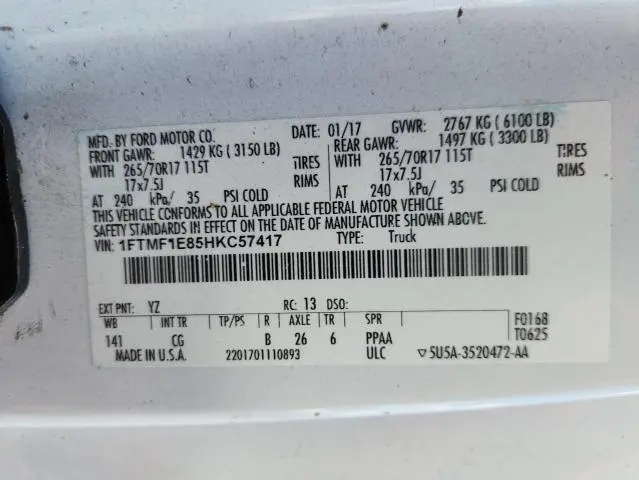 MFD. BY FORD MOTOR CO. DATE: 01/17 GVWR: 2767 KG ( 6100 LB)
FRONT GAWR: 1429 KG ( 3150 LB) REAR GAWR: 1497 KG ( 3300 LB)
WITH 265/70R17 115T TIRES WITH 265/70R17 115T TIRES
17x7.5J RIMS 17x7.5J RIMS
AT 240 kPa/ 35 PSI COLD AT 240 kPa/ 35 PSI COLD
THIS VEHICLE CONFORMS TO ALL APPLICABLE FEDERAL MOTOR VEHICLE
SAFETY STANDARDS IN EFFECT ON THE DATE OF MANUFACTURE SHOWN ABOVE.
VIN: 1FTMF1E85HKC57417 TYPE: Truck
EXT PNT: YZ RC: 13 DSO:
WB INT TR TP/PS R AXLE TR SPR F0168
141 CG B 26 6 PPAA T0625
MADE IN U.S.A. 2201701110893 ULC ▽5U5A-3520472-AA